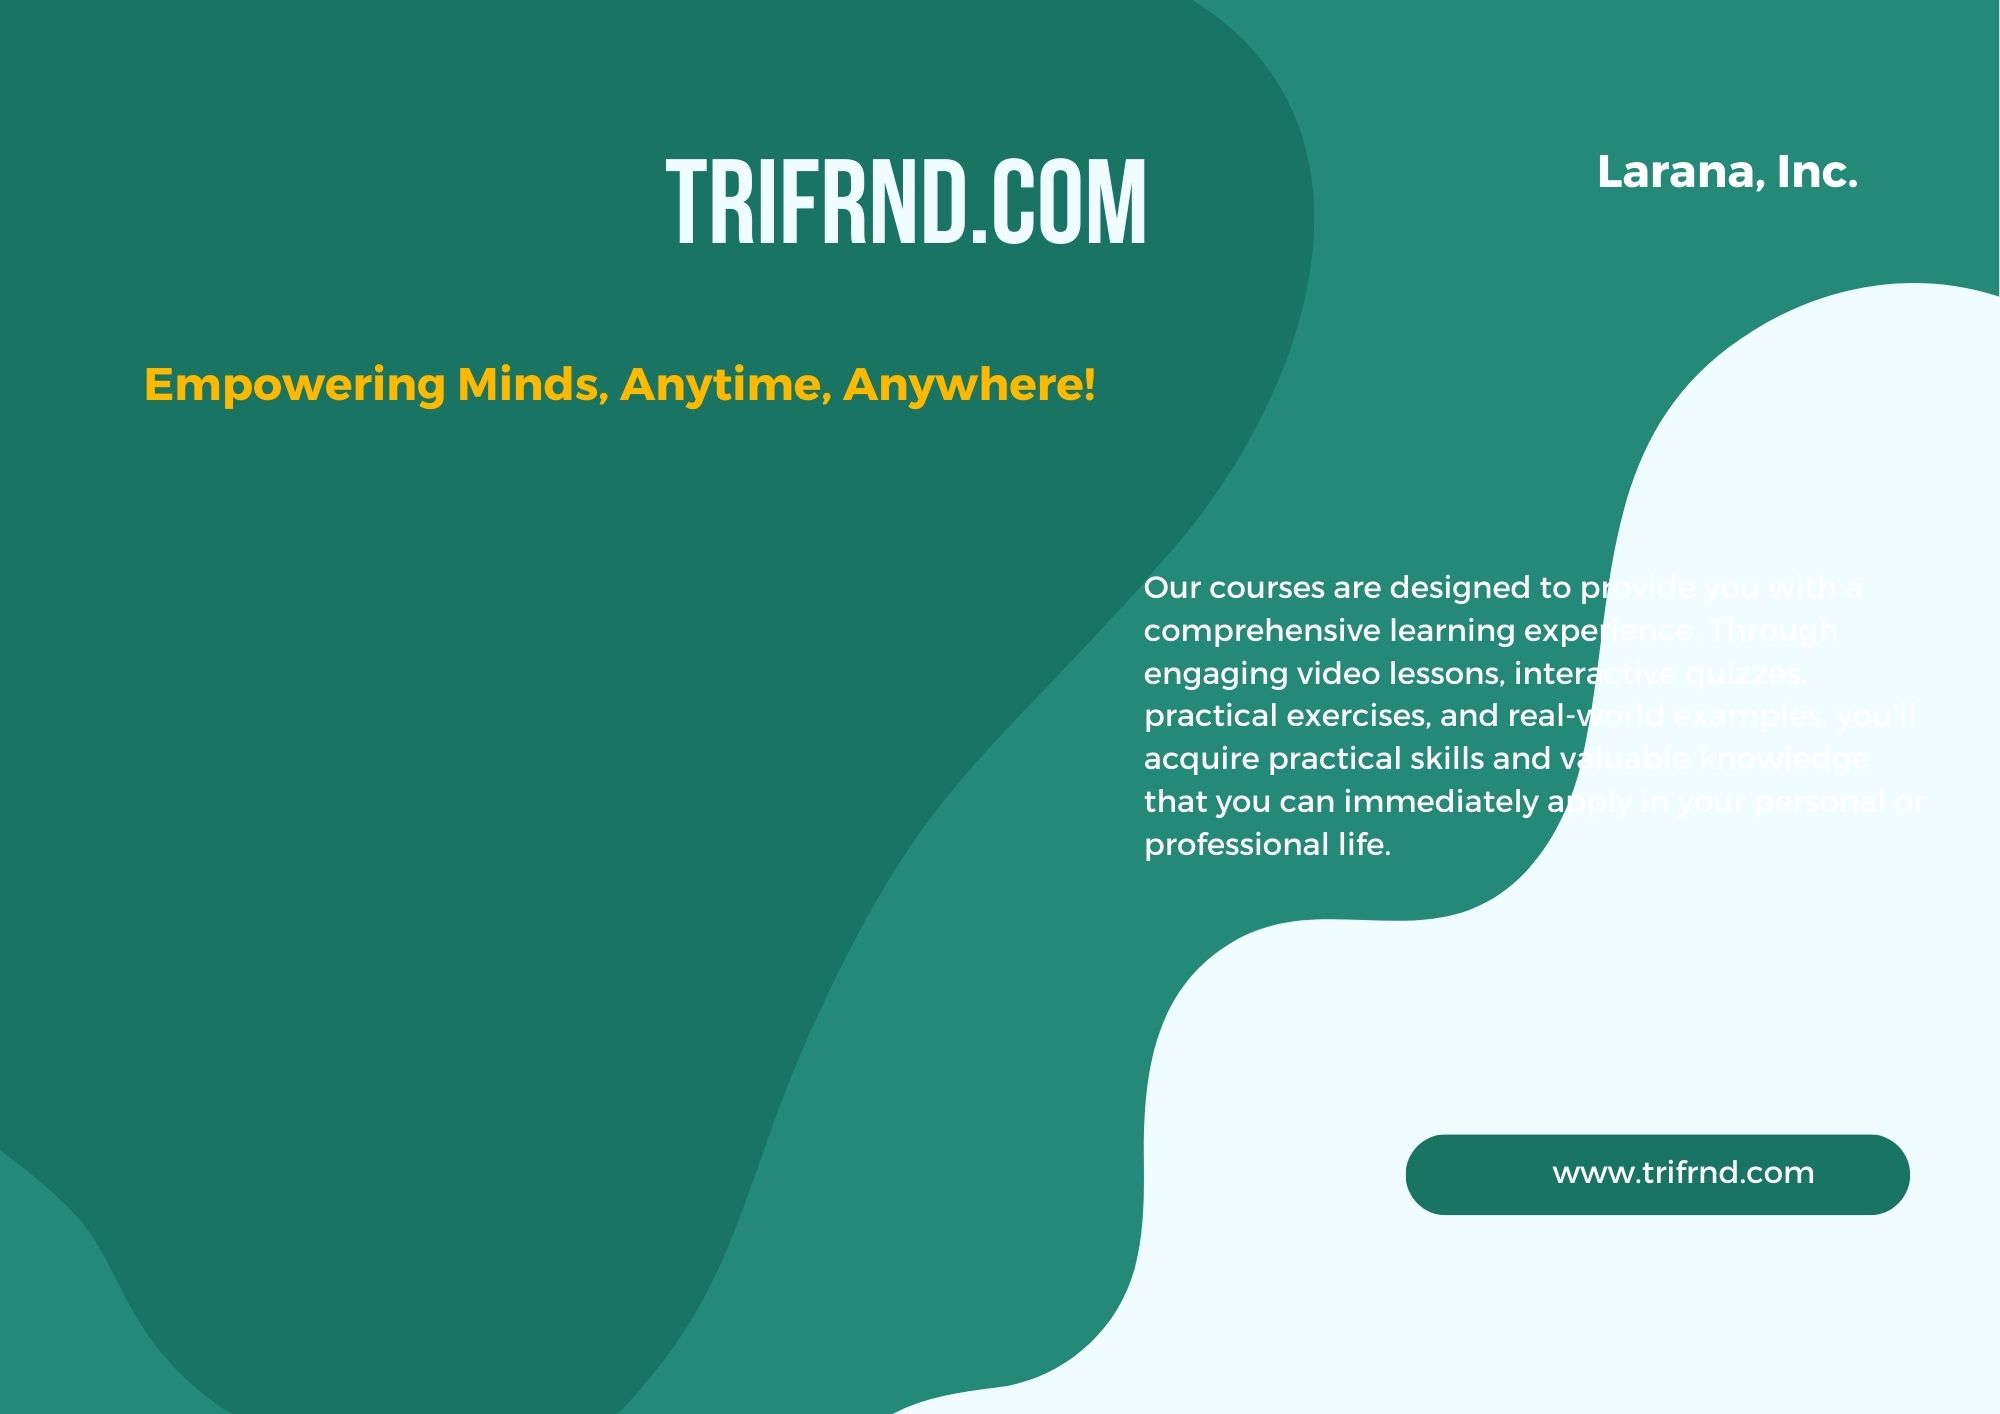 TRIFRND.COM
Larana, Inc.
Empowering Minds, Anytime, Anywhere!
Our courses are designed to provide you with a
comprehensive learning experience. Through
engaging video lessons, interactive quizzes,
practical exercises, and real-world examples, you'll
acquire practical skills and valuable knowledge
that you can immediately apply in your personal or
professional life.
www.trifrnd.com